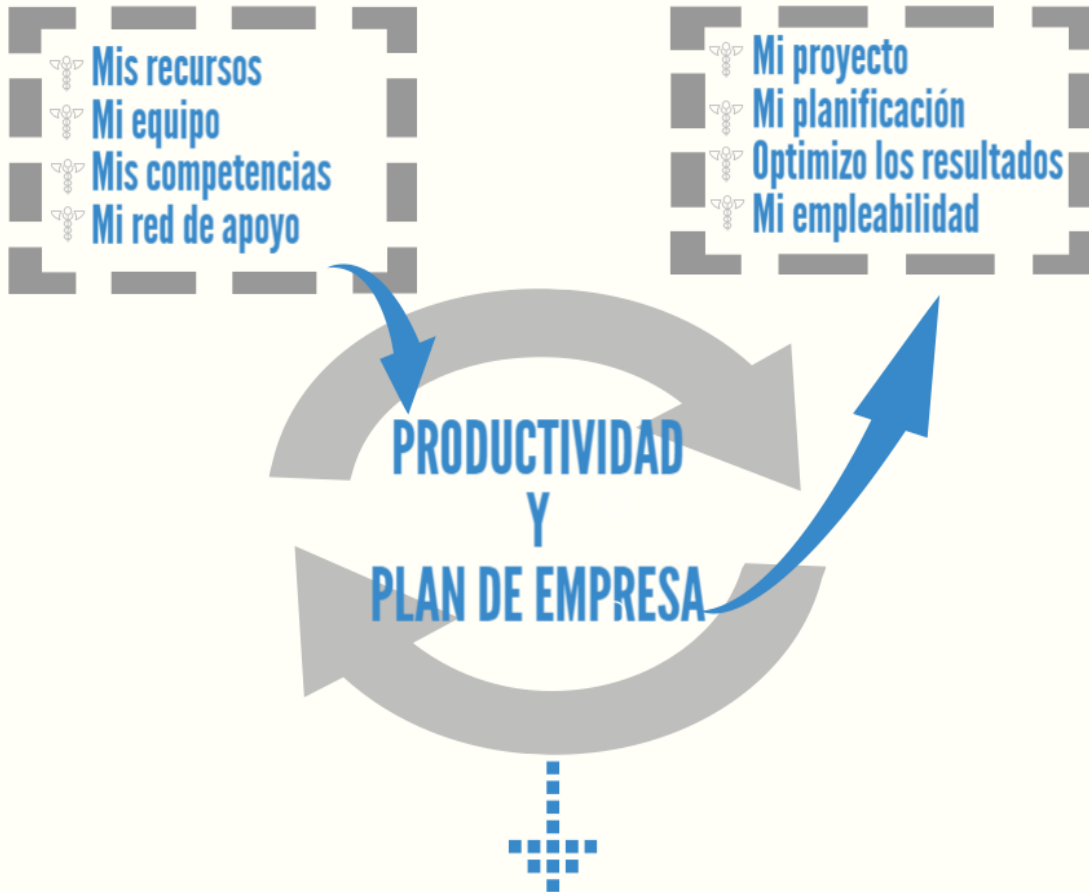 Mis recursos
Mi equipo
Mis competencias
Mi red de apoyo
Mi proyecto
Mi planificación
Optimizo los resultados
Mi empleabilidad
PRODUCTIVIDAD
Y
PLAN DE EMPRESA